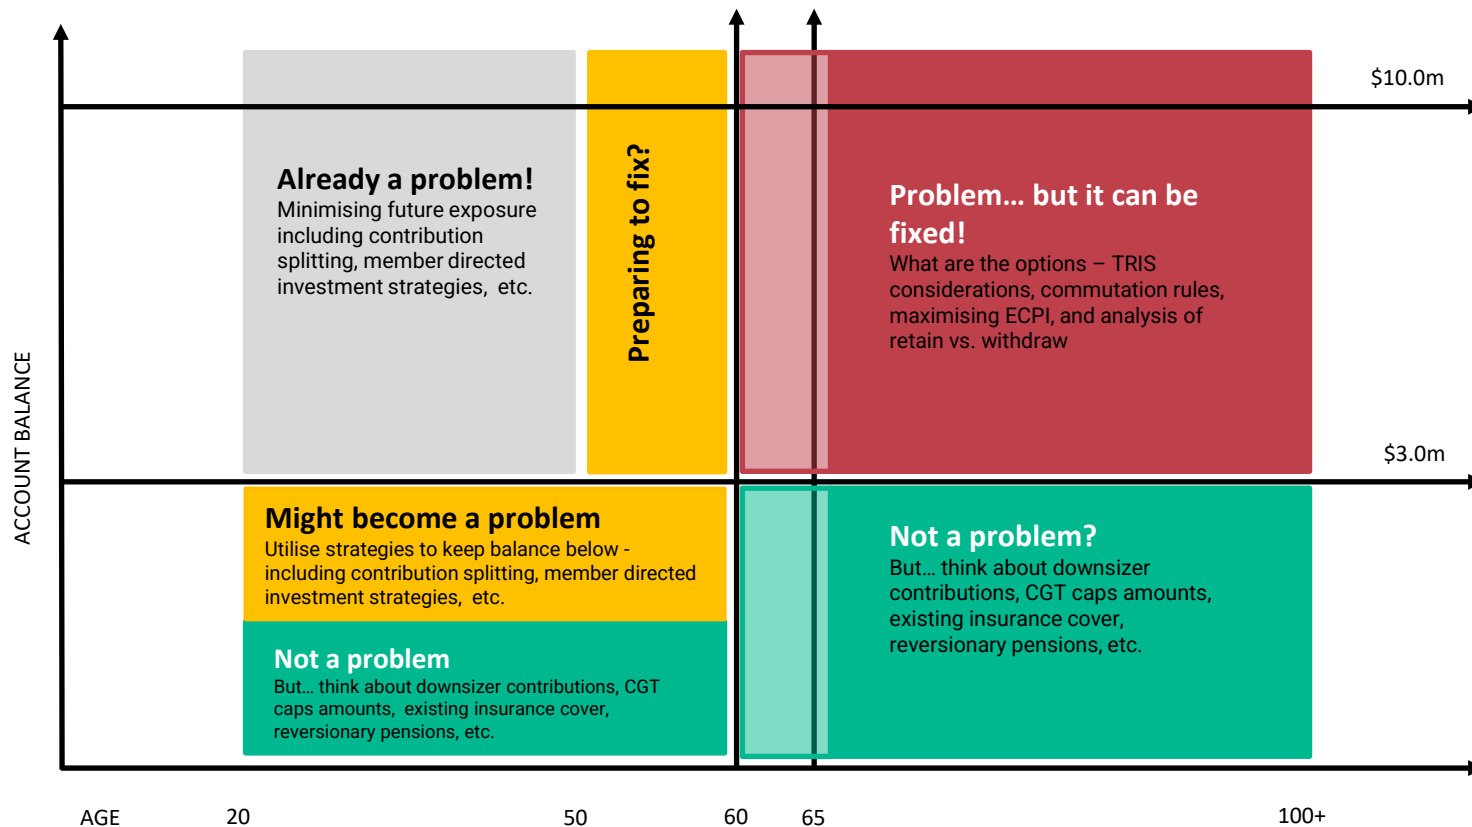 $10.0m
Already a problem!
Minimising future exposure
including contribution
splitting, member directed
investment strategies, etc.
Preparing to fix?
Problem... but it can be
fixed!
What are the options – TRIS
considerations, commutation rules,
maximising ECPI, and analysis of
retain vs. withdraw
ACCOUNT BALANCE
$3.0m
Might become a problem
Utilise strategies to keep balance below -
including contribution splitting, member directed
investment strategies, etc.
Not a problem
But... think about downsizer contributions, CGT
caps amounts, existing insurance cover,
reversionary pensions, etc.
Not a problem?
But... think about downsizer
contributions, CGT caps amounts,
existing insurance cover,
reversionary pensions, etc.
AGE 20 50 60 65 100+